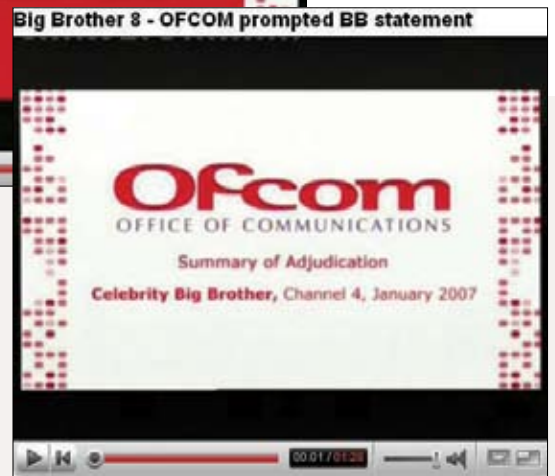 Big Brother 8 - OFCOM prompted BB statement
Ofcom
OFFICE OF COMMUNICATIONS
Summary of Adjudication
Celebrity Big Brother, Channel 4, January 2007
00:01 / 01:28